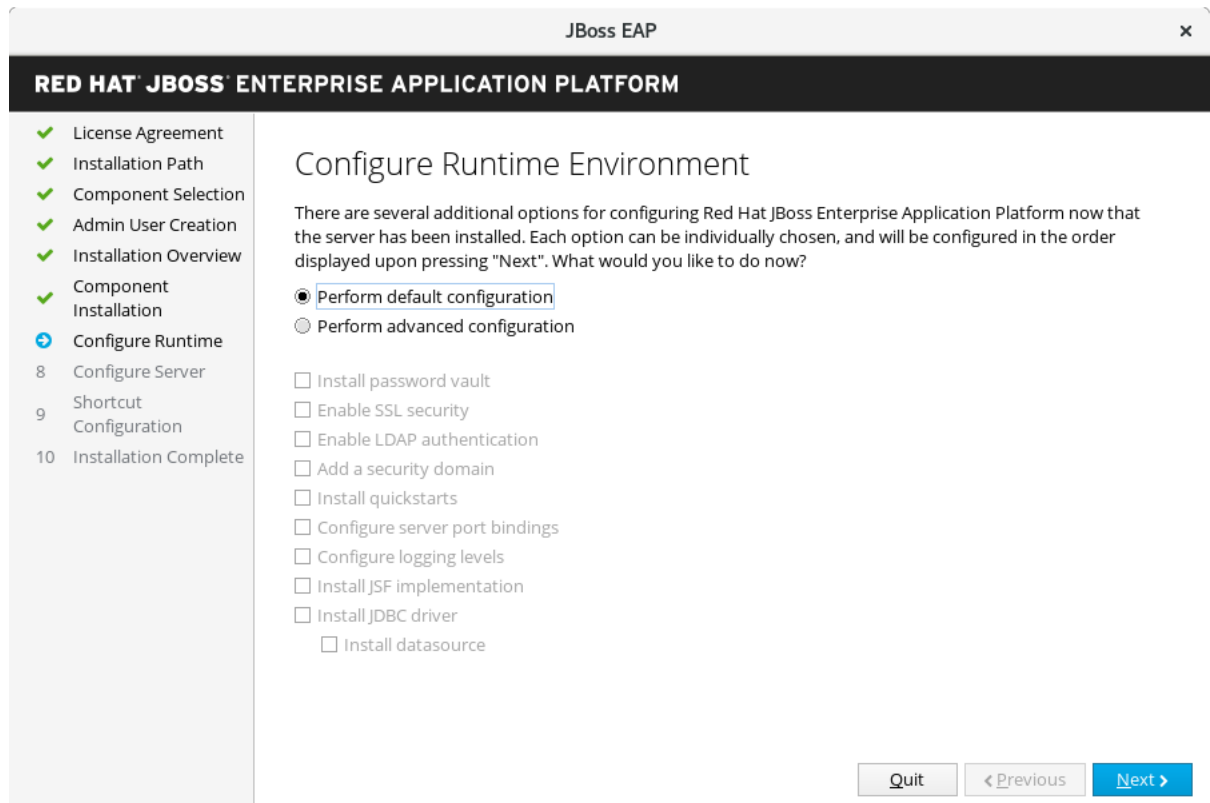 JBoss EAP
RED HAT® JBOSS® ENTERPRISE APPLICATION PLATFORM
License Agreement
Installation Path
Component Selection
Admin User Creation
Installation Overview
Component
Installation
Configure Runtime
8 Configure Server
9 Shortcut
Configuration
10 Installation Complete
Configure Runtime Environment
There are several additional options for configuring Red Hat JBoss Enterprise Application Platform now that
the server has been installed. Each option can be individually chosen, and will be configured in the order
displayed upon pressing "Next". What would you like to do now?
Perform default configuration
Perform advanced configuration
Install password vault
Enable SSL security
Enable LDAP authentication
Add a security domain
Install quickstarts
Configure server port bindings
Configure logging levels
Install JSF implementation
Install JDBC driver
Install datasource
Quit
Previous
Next